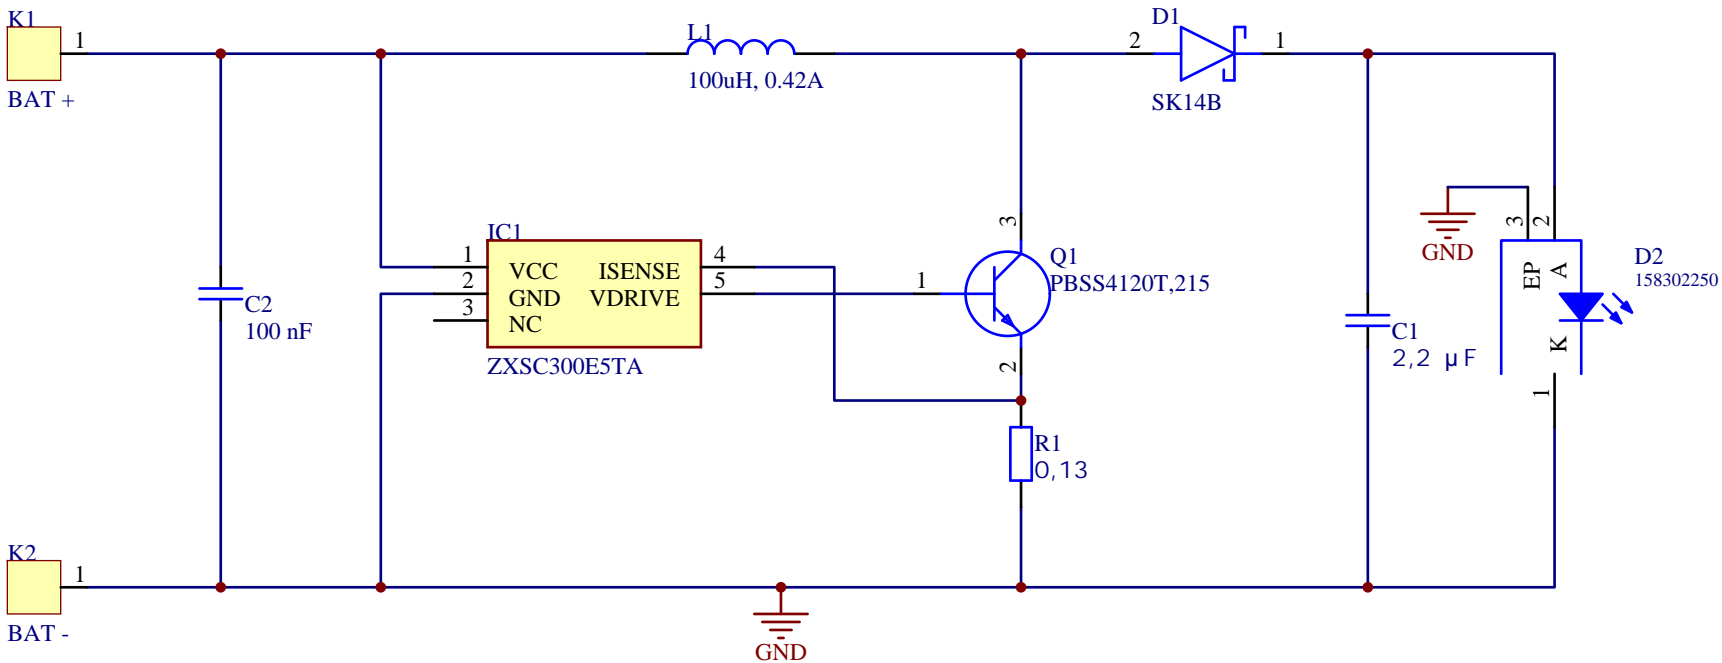 K1
1
BAT +
L1
100uH, 0.42A
D1
2
1
SK14B
IC1
1
2
3
VCC
GND
NC
ISENSE
VDRIVE
4
5
ZXSC300E5TA
C2
100 nF
3
1
2
Q1
PBSS4120T,215
R1
0,13
C1
2,2 µF
GND
3
2
EP
A
K
1
D2
158302250
K2
1
BAT -
GND